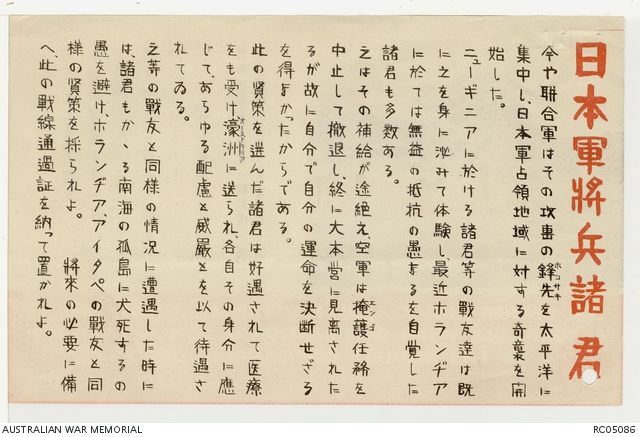 日本軍將兵諸君
今や聯合軍はその攻撃の鋒先を太平洋に
ホコサキ
集中し、日本軍占領地域に対する奇襲を開
始した。
ニューギニアに於ける諸君等の戰友達は既
に之を身に泌みて体驗し、最近ホランヂア
に於ては無益の抵抗の愚なるを自覚した
諸君も多数ある。
之はその補給が途絶え、空軍は掩護任務を
エンゴ
中止して撤退し、終に大本営に見离された
るが故に自分で自分の運命を決断せざる
を得なかったからである。
此の賢策を選んだ諸君は好遇されて医療
をも受け濠洲に送られ、各自その身分に應
オーストラリア
じて、あらゆる配慮と威嚴とを以て待遇さ
れてゐる。
之等の戰友と同様の情況に遭遇した時に
は、諸君もかゝる南海の孤島に犬死するの
愚を避け、ホランヂア、アイタペの戰友と同
様の賢策を採られよ。 將來の必要に備
へ、此の戰線通過証を納って置かれよ。
AUSTRALIAN WAR MEMORIAL
RC05086